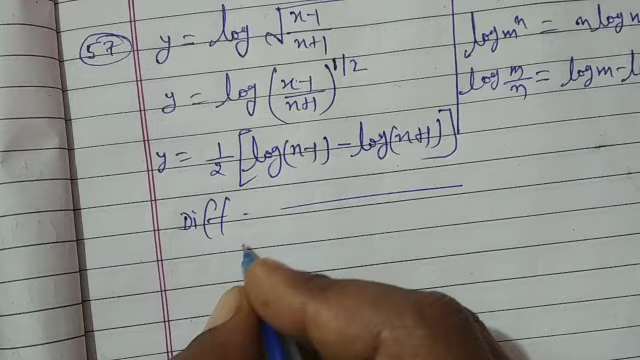 57 y = log √(x-1/x+1)
y = log (x-1/x+1)^1/2
y = 1/2 [log(x-1) - log(x+1)]
Diff -
log m^n = n log m
log m/n = log m - l